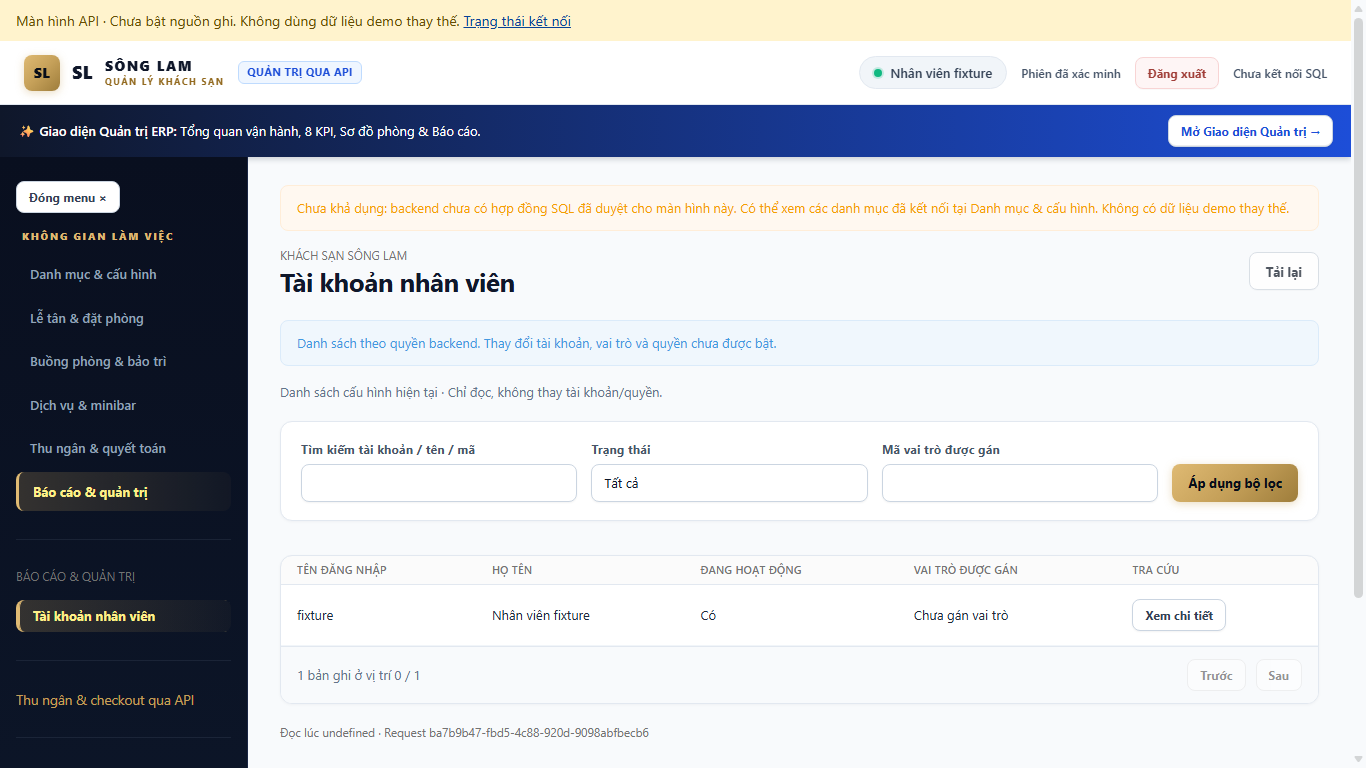 Màn hình API · Chưa bật nguồn ghi. Không dùng dữ liệu demo thay thế. Trạng thái kết nối
SL
SL
SÔNG LAM
QUẢN LÝ KHÁCH SẠN
QUẢN TRỊ QUA API
Nhân viên fixture
Phiên đã xác minh
Đăng xuất
Chưa kết nối SQL
✨ Giao diện Quản trị ERP: Tổng quan vận hành, 8 KPI, Sơ đồ phòng & Báo cáo.
Mở Giao diện Quản trị →
Đóng menu ×
KHÔNG GIAN LÀM VIỆC
Danh mục & cấu hình
Lễ tân & đặt phòng
Buồng phòng & bảo trì
Dịch vụ & minibar
Thu ngân & quyết toán
Báo cáo & quản trị
BÁO CÁO & QUẢN TRỊ
Tài khoản nhân viên
Thu ngân & checkout qua API
Chưa khả dụng: backend chưa có hợp đồng SQL đã duyệt cho màn hình này. Có thể xem các danh mục đã kết nối tại Danh mục & cấu hình. Không có dữ liệu demo thay thế.
KHÁCH SẠN SÔNG LAM
Tài khoản nhân viên
Tải lại
Danh sách theo quyền backend. Thay đổi tài khoản, vai trò và quyền chưa được bật.
Danh sách cấu hình hiện tại · Chỉ đọc, không thay tài khoản/quyền.
Tìm kiếm tài khoản / tên / mã
Trạng thái
Tất cả
Mã vai trò được gán
Áp dụng bộ lọc
TÊN ĐĂNG NHẬP HỌ TÊN ĐANG HOẠT ĐỘNG VAI TRÒ ĐƯỢC GÁN TRA CỨU
fixture Nhân viên fixture Có Chưa gán vai trò Xem chi tiết
1 bản ghi ở vị trí 0 / 1
Trước
Sau
Đọc lúc undefined · Request ba7b9b47-fbd5-4c88-920d-9098abfbecb6